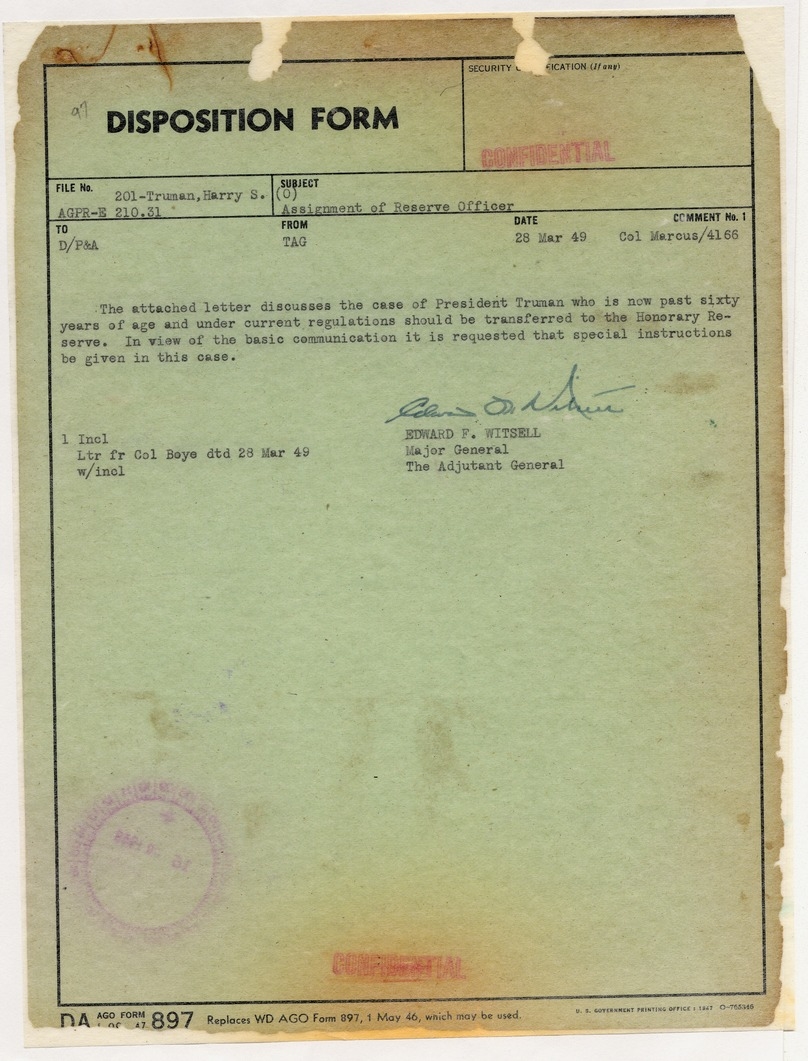 97
DISPOSITION FORM
SECURITY (If any)
CONFIDENTIAL
FILE No.
201-Truman,Harry S. (O)
AGPR-E 210.31
SUBJECT
Assignment of Reserve Officer
TO
D/P&A
FROM
TAG
DATE
28 Mar 49
COMMENT No. 1
Col Marcus/4166
The attached letter discusses the case of President Truman who is now past sixty
years of age and under current regulations should be transferred to the Honorary Re-
serve. In view of the basic communication it is requested that special instructions
be given in this case.
1 Incl
Ltr fr Col Boye dtd 28 Mar 49
w/incl
EDWARD F. WITSELL
Major General
The Adjutant General
CONFIDENTIAL
DA AGO FORM 897 Replaces WD AGO Form 897, 1 May 46, which may be used.
U. S. GOVERNMENT PRINTING OFFICE : 1947 O-765346